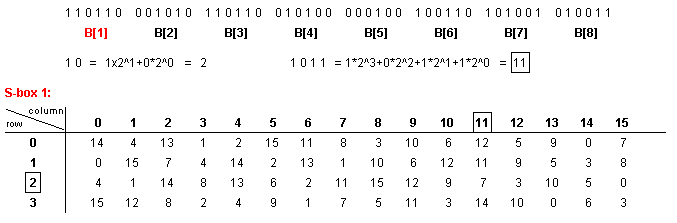 110110 001010 110110 010100 000100 100110 101001 010011
B[1] B[2] B[3] B[4] B[5] B[6] B[7] B[8]
1 0 = 1x2^1+0*2^0 = 2 1 0 1 1 = 1*2^3+0*2^2+1*2^1+1*2^0 = 11
S-box 1:
column
row 0 1 2 3 4 5 6 7 8 9 10 11 12 13 14 15
0 14 4 13 1 2 15 11 8 3 10 6 12 5 9 0 7
1 0 15 7 4 14 2 13 1 10 6 12 11 9 5 3 8
2 4 1 14 8 13 6 2 11 15 12 9 7 3 10 5 0
3 15 12 8 2 4 9 1 7 5 11 3 14 10 0 6 3